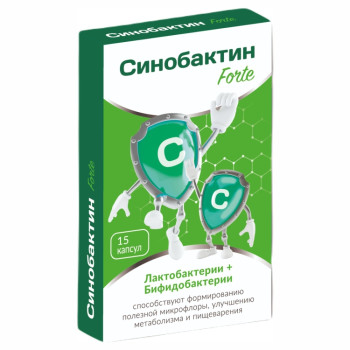 Синобактин
Forte
С
С
15
капсул
Лактобактерии +
Бифидобактерии
способствуют формированию
полезной микрофлоры, улучшению
метаболизма и пищеварения
Синобактин Forte